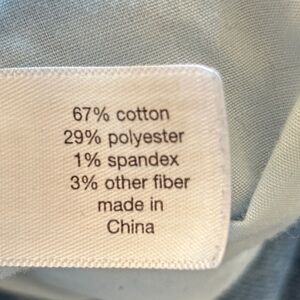 67% cotton
29% polyester
1% spandex
3% other fiber
made in
China